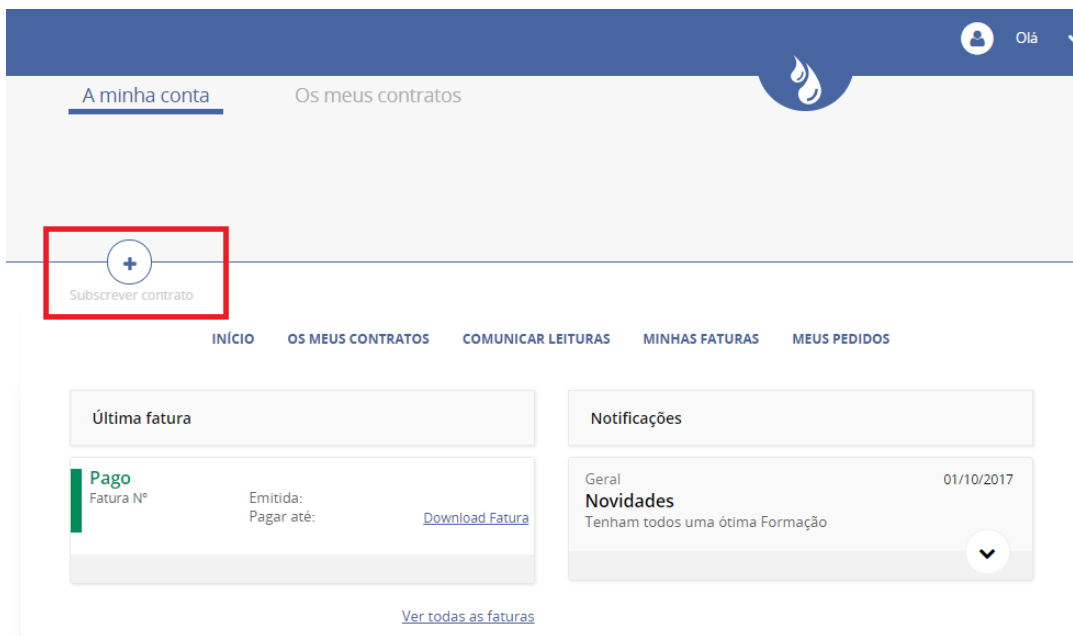 Olá
A minha conta Os meus contratos
Subscrever contrato
INÍCIO OS MEUS CONTRATOS COMUNICAR LEITURAS MINHAS FATURAS MEUS PEDIDOS
Última fatura
Pago
Fatura Nº
Emitida:
Pagar até:
Download Fatura
Ver todas as faturas
Notificações
Geral 01/10/2017
Novidades
Tenham todos uma ótima Formação